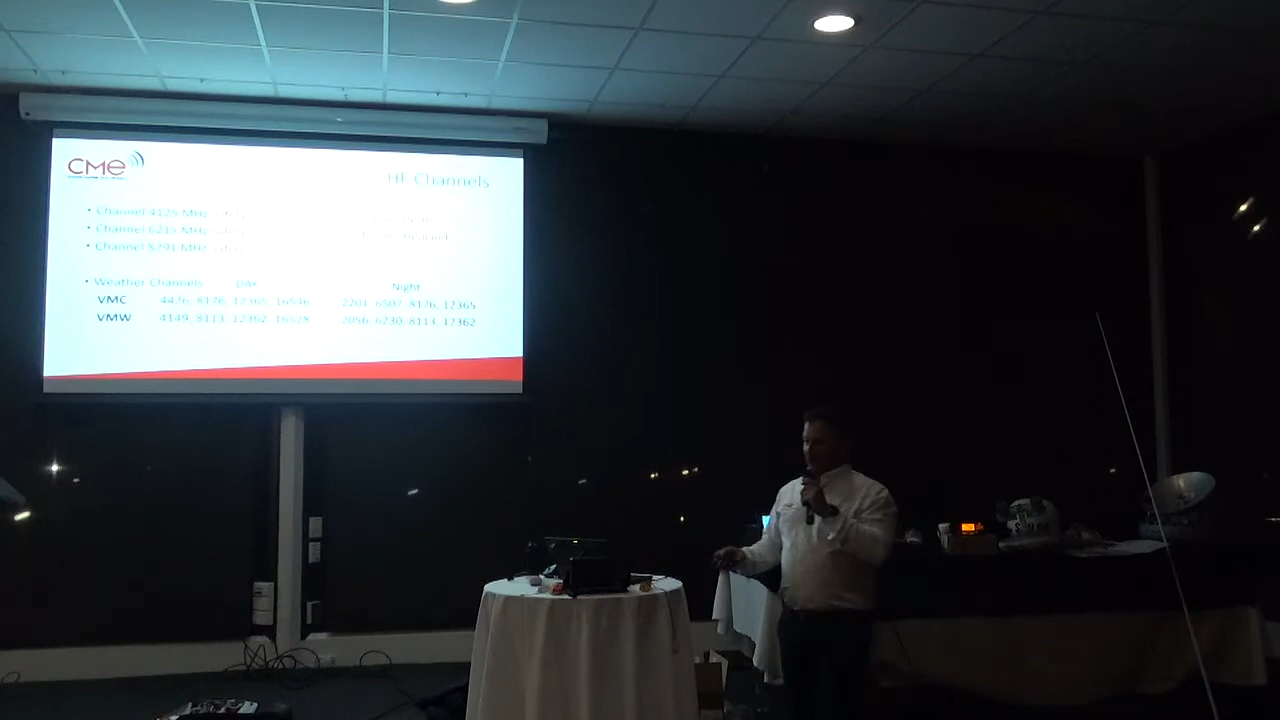 CMe
HF Channels
• Channel 4125 MHz
• Channel 6215 MHz
• Channel 8291 MHz
• Weather Channels DAY Night
VMC 4426, 8176, 12365, 16546 2201, 6507, 8176, 12365
VMW 4149, 8113, 12362, 16528 2056, 6230, 8113, 12362